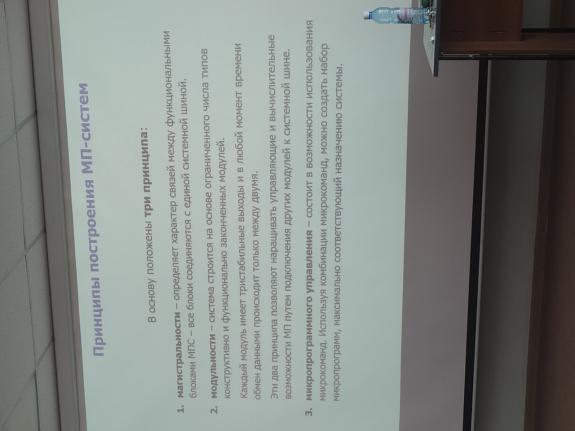 Принципы построения МП-систем
В основу положены три принципа:
1. магистральности – определяет характер связей между функциональными
блоками МПС – все блоки соединяются с единой системной шиной.
2. модульности – система строится на основе ограниченного числа типов
конструктивно и функционально законченных модулей.
Каждый модуль имеет тристабильные выходы и в любой момент времени
обмен данными происходит только между двумя.
Эти два принципа позволяют наращивать управляющие и вычислительные
возможности МП путем подключения других модулей к системной шине.
3. микропрограммного управления – состоит в возможности использования
микрокоманд. Используя комбинации микрокоманд, можно создать набор
микропрограмм, максимально соответствующий назначению системы.